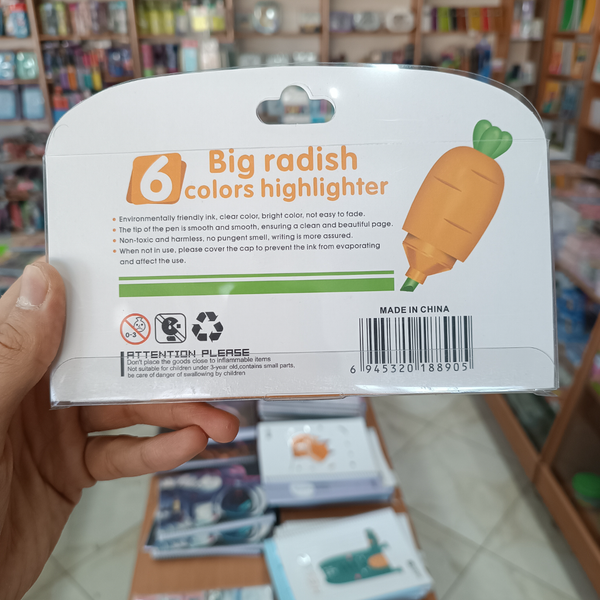 6 Big radish
colors highlighter
• Environmentally friendly ink, clear color, bright color, not easy to fade.
• The tip of the pen is smooth and smooth, ensuring a clean and beautiful page.
• Non-toxic and harmless, no pungent smell, writing is more assured.
• When not in use, please cover the cap to prevent the ink from evaporating
and affect the use.
0-3
ATTENTION PLEASE
Don't place the goods close to inflammable items
Not suitable for children under 3-year old,contains small parts,
be care of danger of swallowing by children
MADE IN CHINA
6 945320 188905